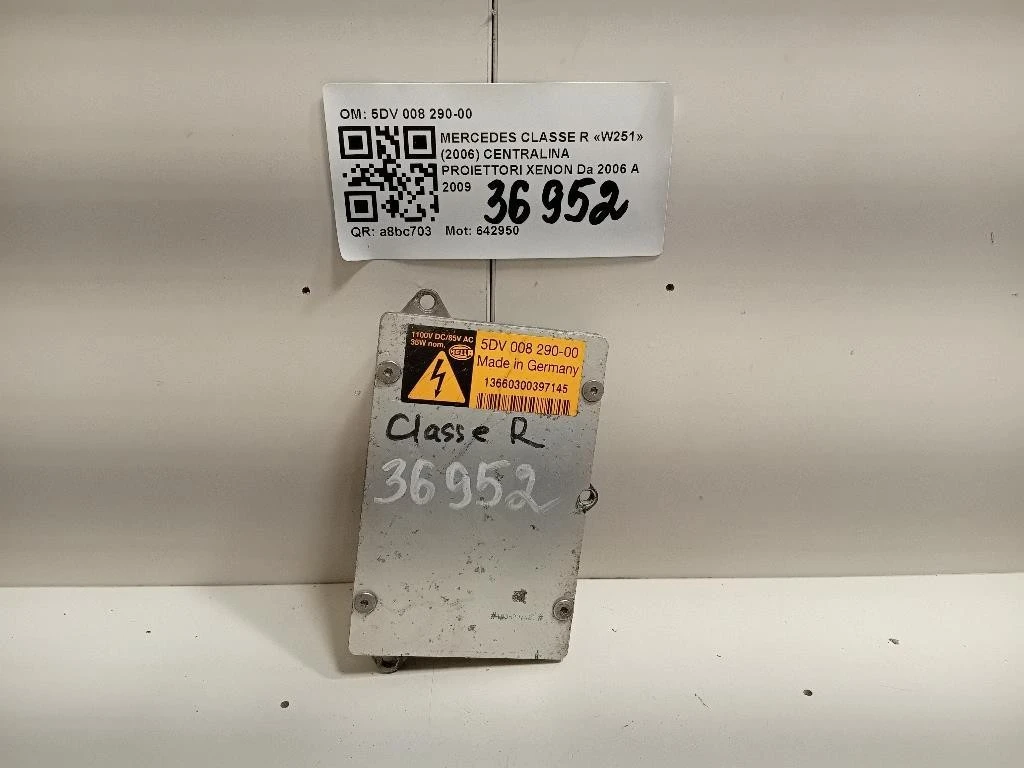 OM: 5DV 008 290-00
MERCEDES CLASSE R «W251»
(2006) CENTRALINA
PROIETTORI XENON Da 2006 A
2009
36952
QR: a8bc703 Mot: 642950
1100V DC/85V AC
35W nom.
HELLA
5DV 008 290-00
Made in Germany
13660300397145
Classe R
36952